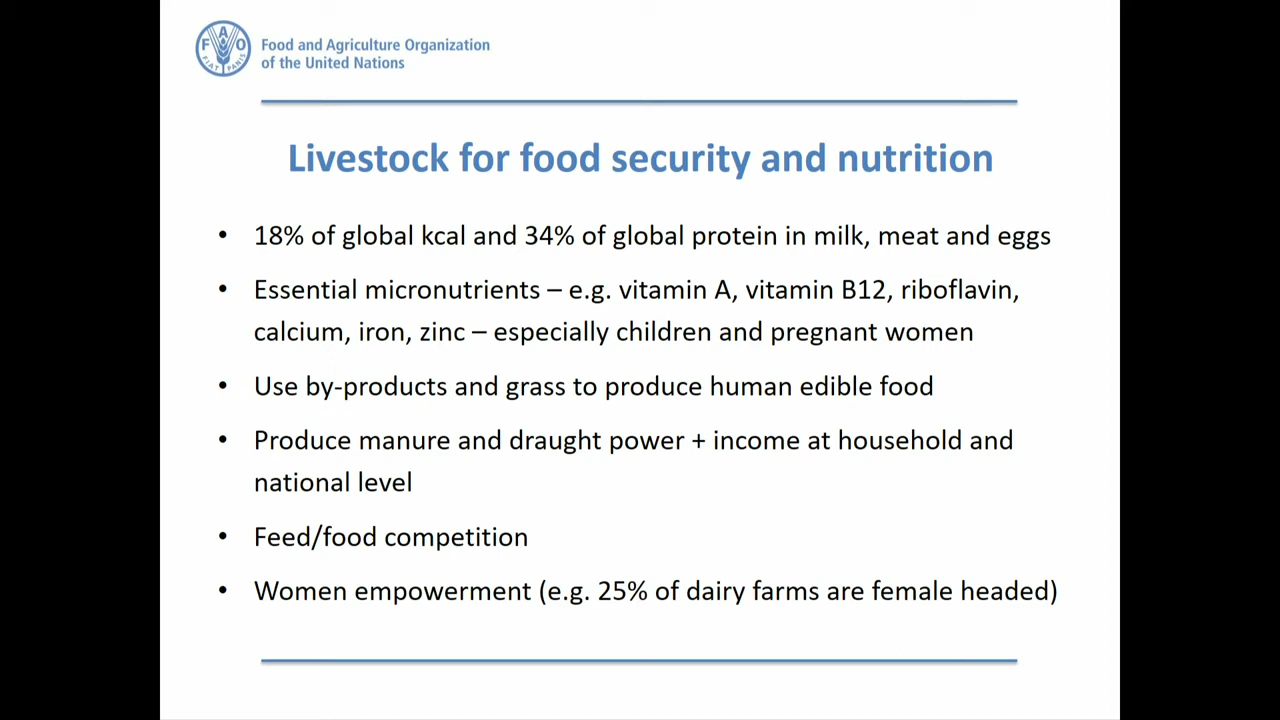 F A O
FIAT PANIS
Food and Agriculture Organization
of the United Nations
Livestock for food security and nutrition
• 18% of global kcal and 34% of global protein in milk, meat and eggs
• Essential micronutrients – e.g. vitamin A, vitamin B12, riboflavin,
calcium, iron, zinc – especially children and pregnant women
• Use by-products and grass to produce human edible food
• Produce manure and draught power + income at household and
national level
• Feed/food competition
• Women empowerment (e.g. 25% of dairy farms are female headed)